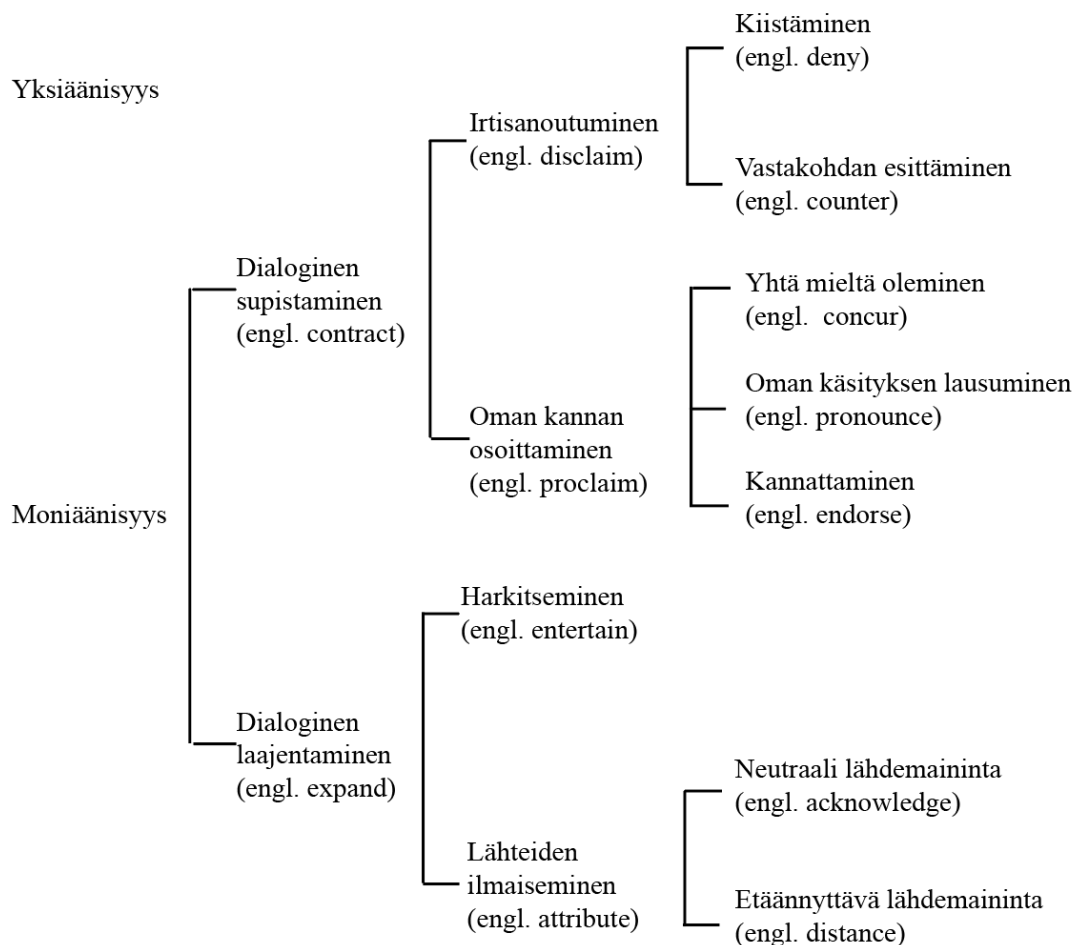 Yksiäänisyys
Moniäänisyys
Dialoginen
supistaminen
(engl. contract)
Irtisanoutuminen
(engl. disclaim)
Kiistäminen
(engl. deny)
Vastakohdan esittäminen
(engl. counter)
Oman kannan
osoittaminen
(engl. proclaim)
Yhtä mieltä oleminen
(engl. concur)
Oman käsityksen lausuminen
(engl. pronounce)
Kannattaminen
(engl. endorse)
Dialoginen
laajentaminen
(engl. expand)
Harkitseminen
(engl. entertain)
Lähteiden
ilmaiseminen
(engl. attribute)
Neutraali lähdemaininta
(engl. acknowledge)
Etäännyttävä lähdemaininta
(engl. distance)